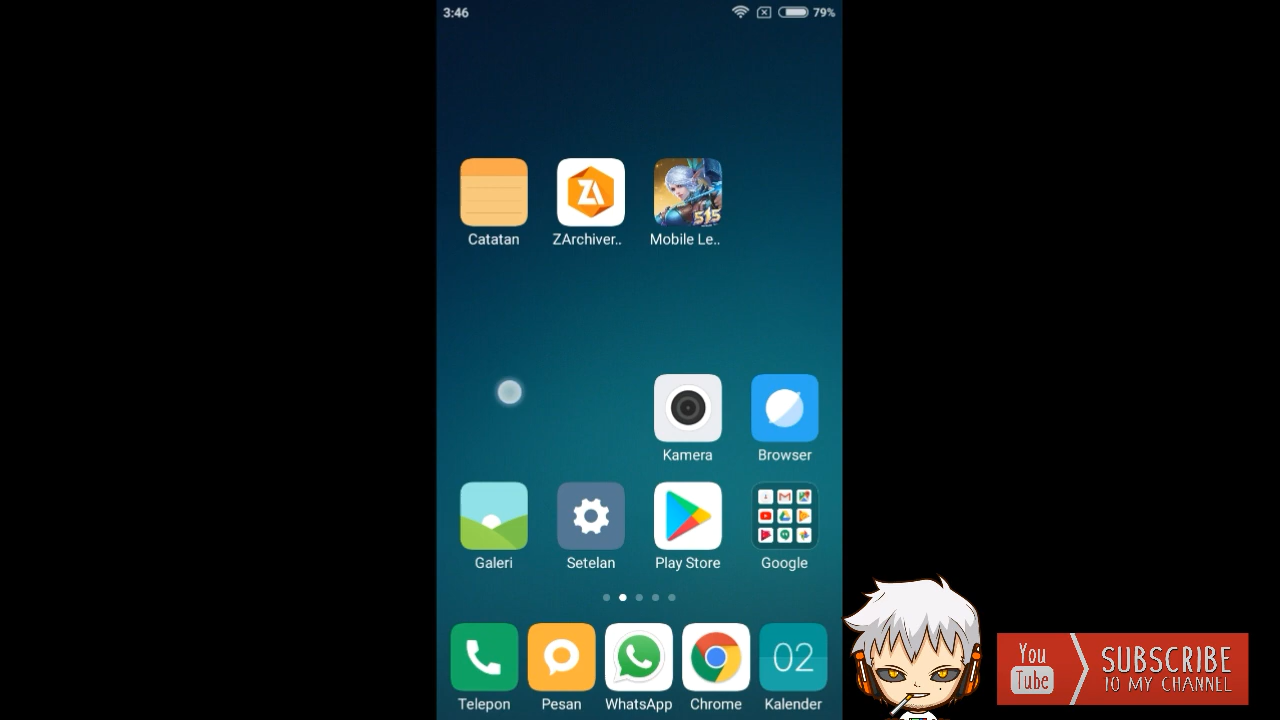 3:46
79%
515
Catatan
ZArchiver..
Mobile Le..
Kamera
Browser
Galeri
Setelan
Play Store
Google
02
Telepon
Pesan
WhatsApp
Chrome
Kalender
You
Tube
SUBSCRIBE
TO MY CHANNEL